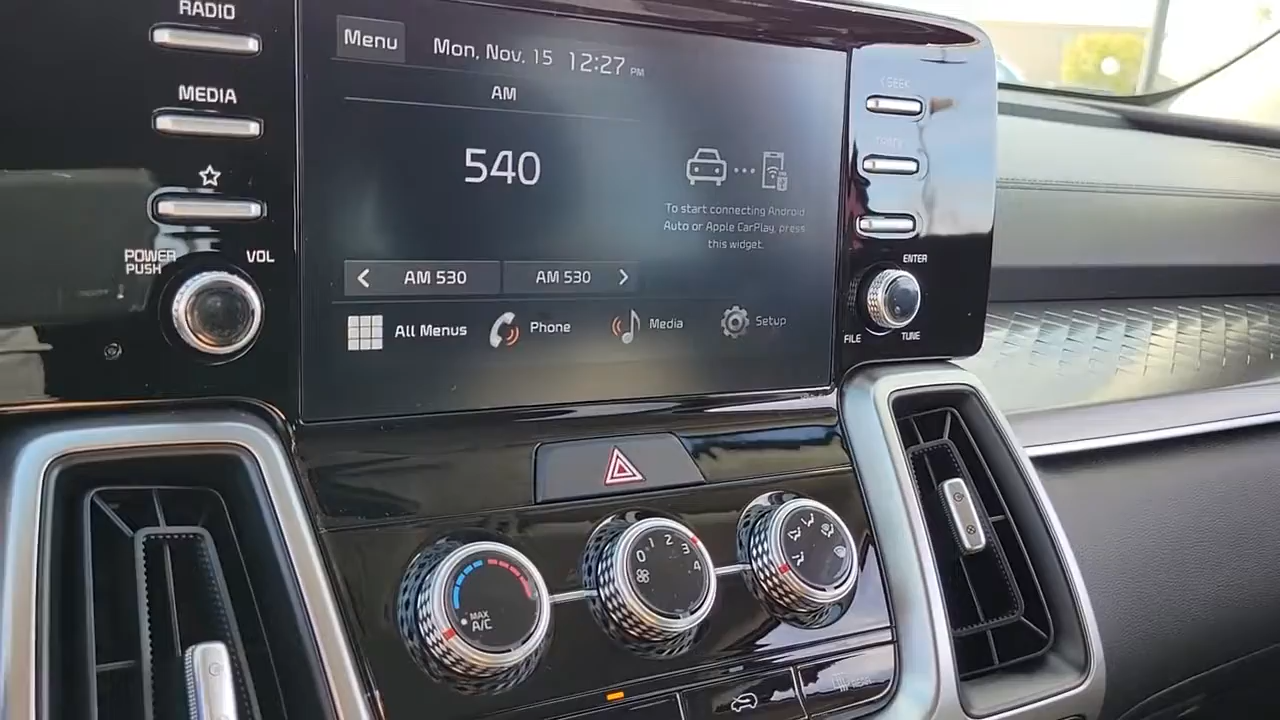 RADIO
MEDIA
POWER
PUSH
VOL
Menu
Mon, Nov. 15 12:27 PM
AM
540
To start connecting Android
Auto or Apple CarPlay, press
this widget.
< AM 530
AM 530 >
All Menus
Phone
Media
Setup
< SEEK
ENTER
FILE
TUNE
MAX
A/C
0 1 2 3 4